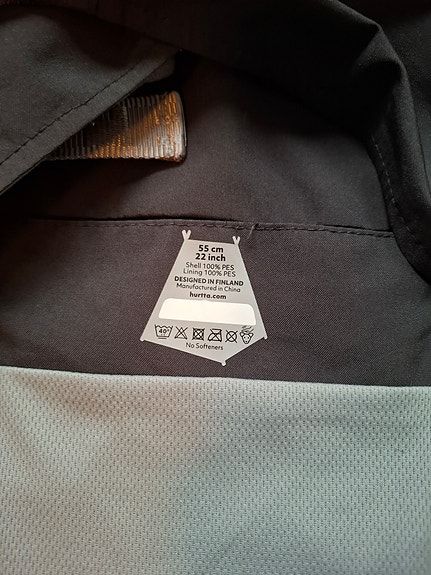 55 cm
22 inch
Shell 100% PES
Lining 100% PES
DESIGNED IN FINLAND
Manufactured in China
hurtta.com
40°
No Softeners